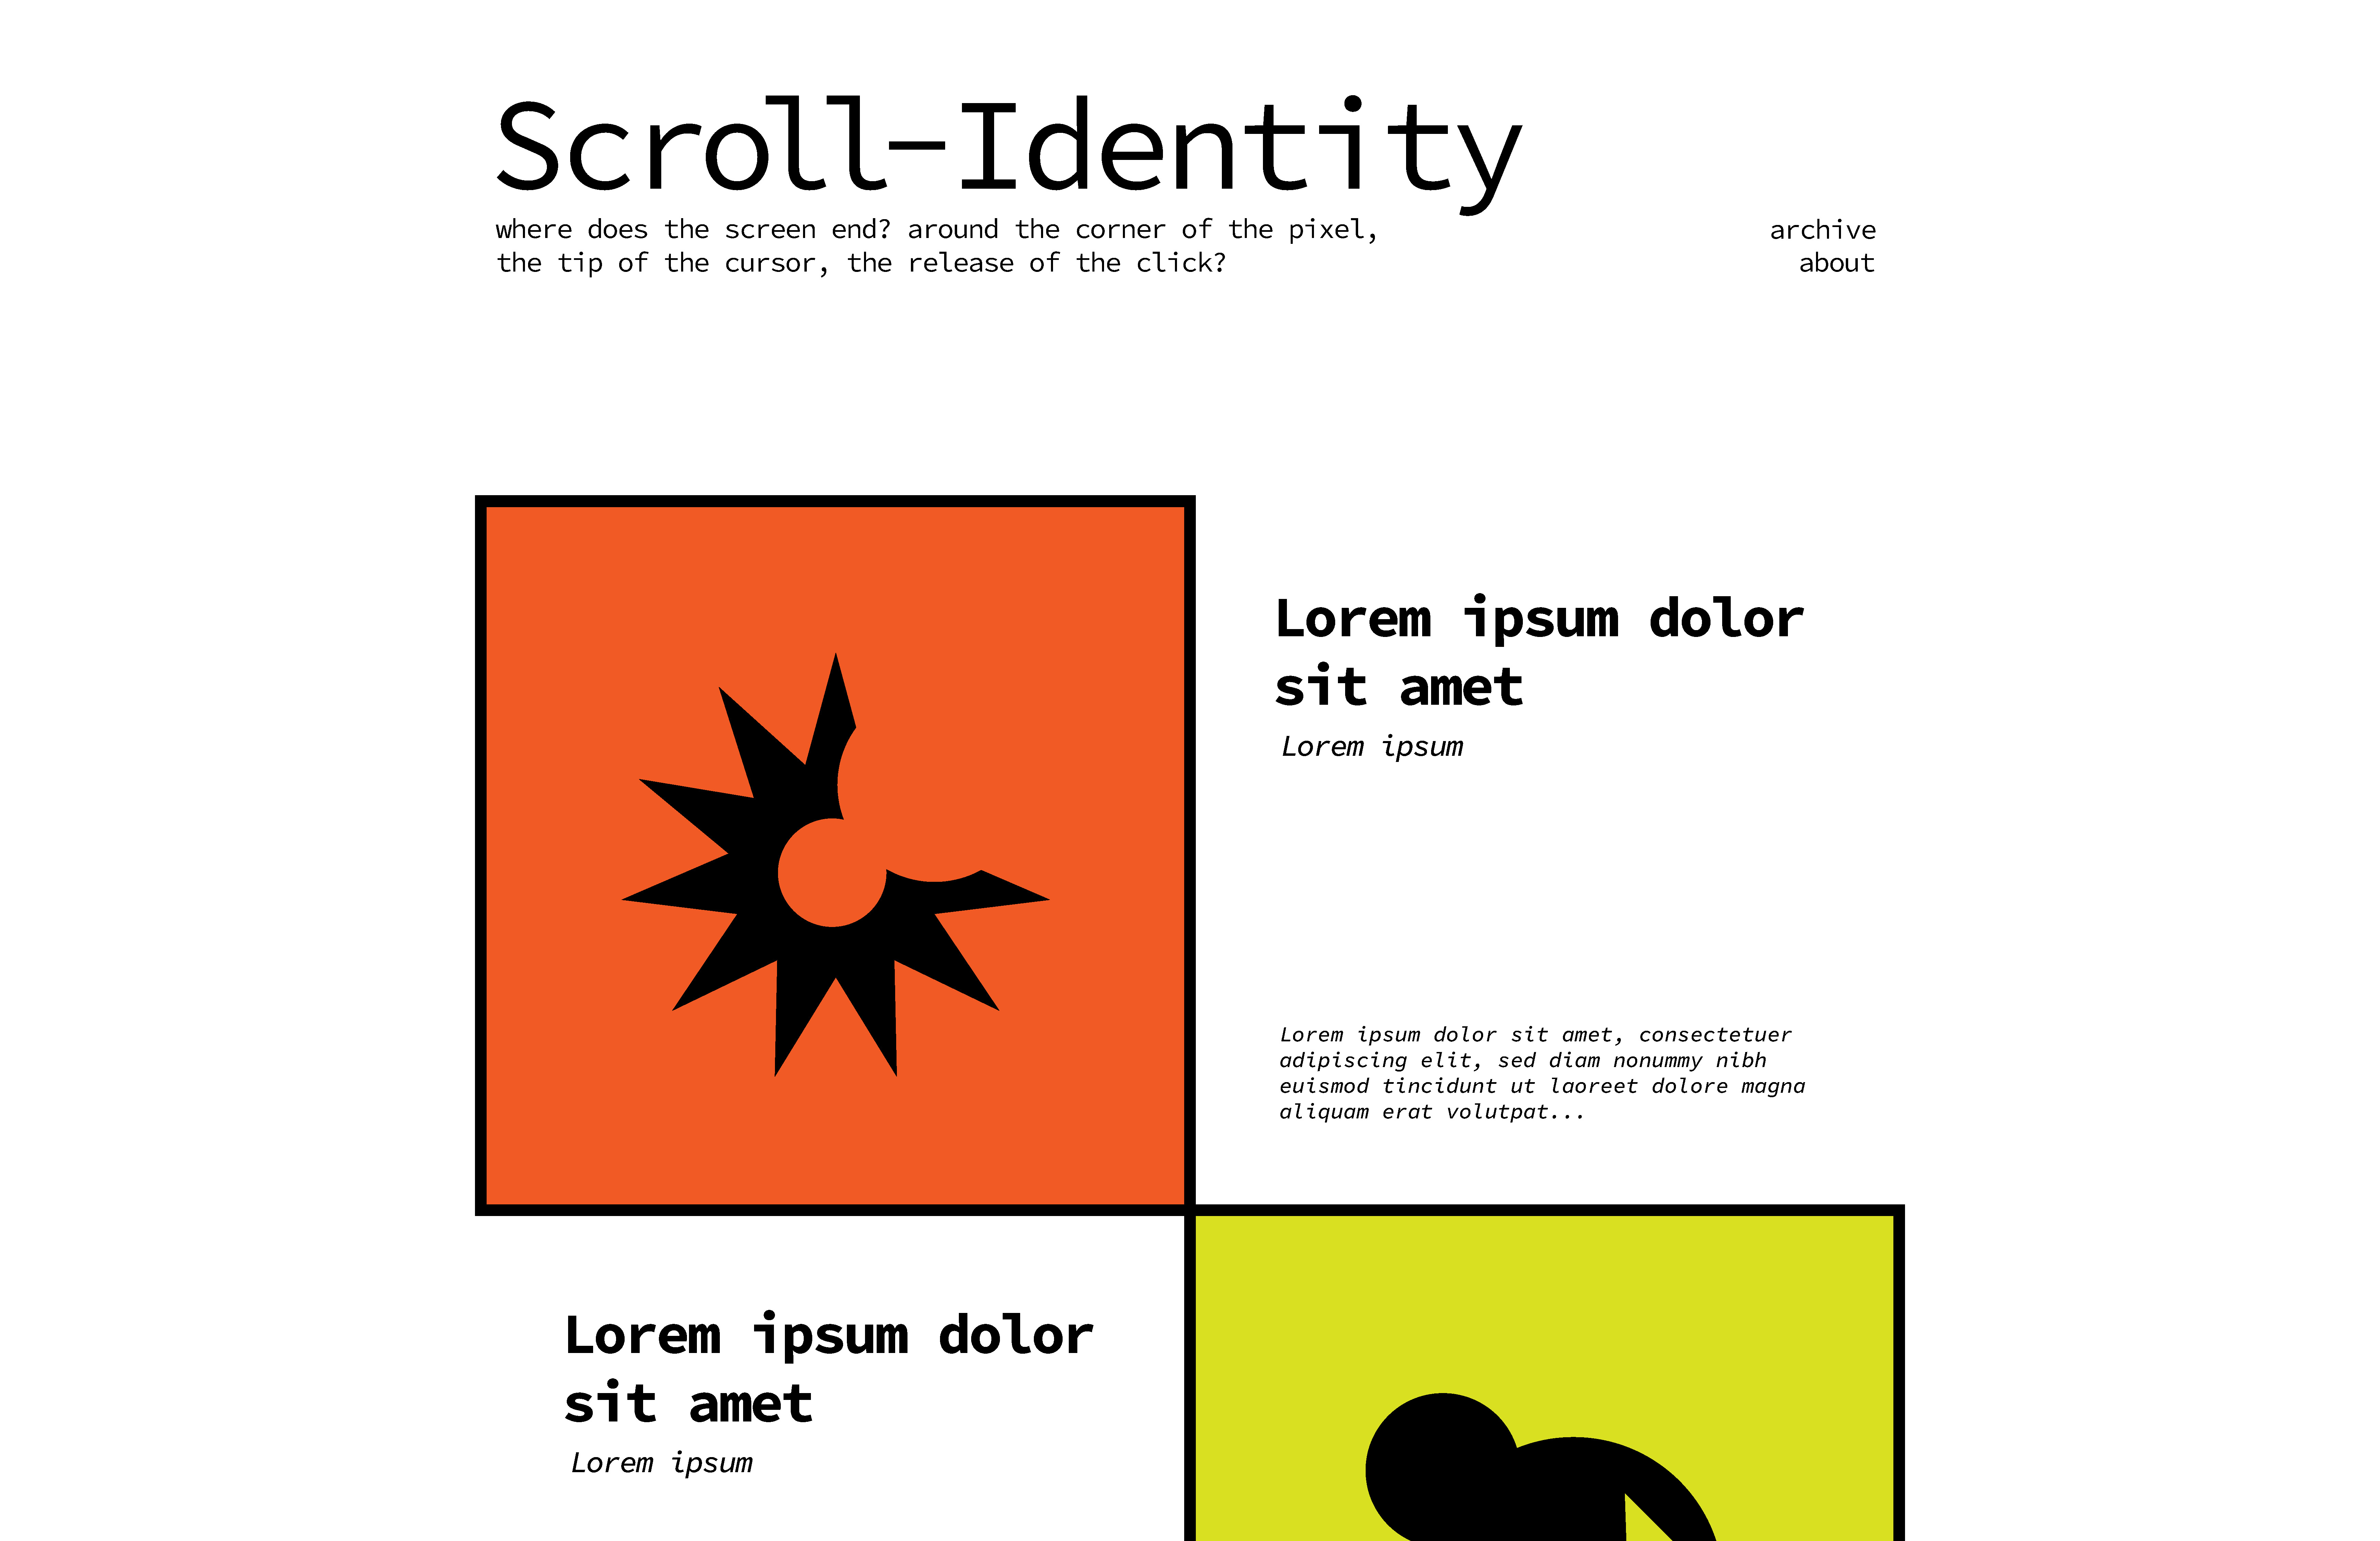 Scroll-Identity
where does the screen end? around the corner of the pixel,
the tip of the cursor, the release of the click?
archive
about
Lorem ipsum dolor
sit amet
Lorem ipsum
Lorem ipsum dolor sit amet, consectetuer
adipiscing elit, sed diam nonummy nibh
euismod tincidunt ut laoreet dolore magna
aliquam erat volutpat...
Lorem ipsum dolor
sit amet
Lorem ipsum